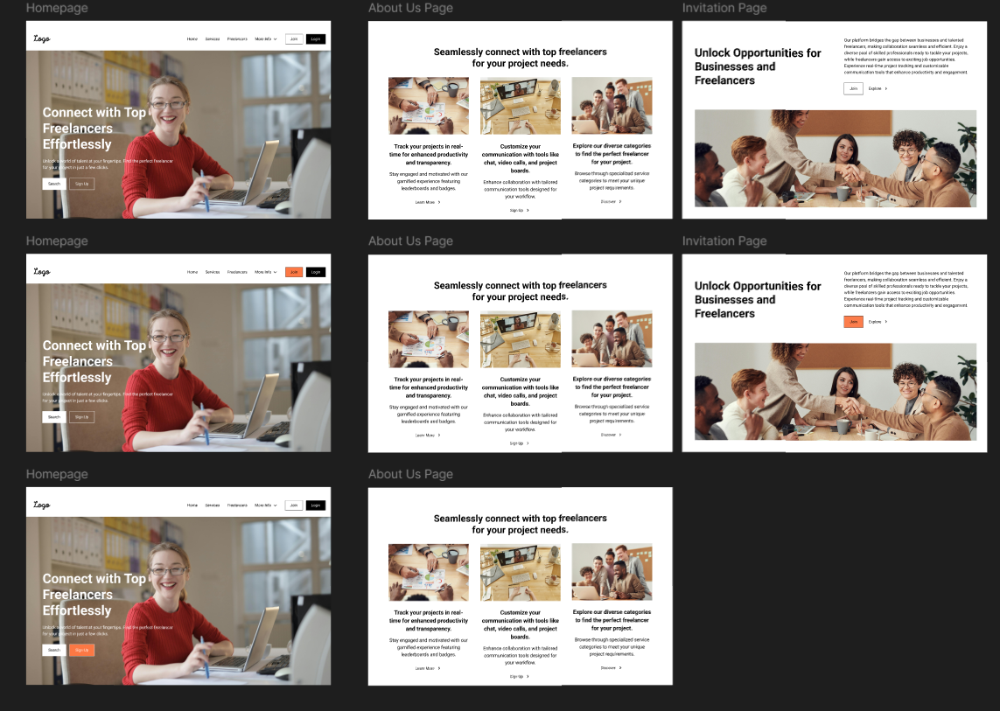 Homepage
Logo
Home Services Freelancers More Info Join Login
Connect with Top
Freelancers
Effortlessly
Unlock a world of talent at your fingertips. Find the perfect freelancer
for your project in just a few clicks.
Search Sign Up
About Us Page
Seamlessly connect with top freelancers
for your project needs.
Track your projects in real-
time for enhanced productivity
and transparency.
Stay engaged and motivated with our
gamified experience featuring
leaderboards and badges.
Learn More
Customize your
communication with tools like
chat, video calls, and project
boards.
Enhance collaboration with tailored
communication tools designed for
your workflow.
Sign Up
Explore our diverse categories
to find the perfect freelancer
for your project.
Browse through specialized service
categories to meet your unique
project requirements.
Discover
Invitation Page
Unlock Opportunities for
Businesses and
Freelancers
Our platform bridges the gap between businesses and talented
freelancers, making collaboration seamless and efficient. Enjoy a
diverse pool of skilled professionals ready to tackle your projects,
while freelancers gain access to exciting job opportunities.
Experience real-time project tracking and customizable
communication tools that enhance productivity and engagement.
Join Explore
Homepage
Logo
Home Services Freelancers More Info Join Login
Connect with Top
Freelancers
Effortlessly
Unlock a world of talent at your fingertips. Find the perfect freelancer
for your project in just a few clicks.
Search Sign Up
About Us Page
Seamlessly connect with top freelancers
for your project needs.
Track your projects in real-
time for enhanced productivity
and transparency.
Stay engaged and motivated with our
gamified experience featuring
leaderboards and badges.
Learn More
Customize your
communication with tools like
chat, video calls, and project
boards.
Enhance collaboration with tailored
communication tools designed for
your workflow.
Sign Up
Explore our diverse categories
to find the perfect freelancer
for your project.
Browse through specialized service
categories to meet your unique
project requirements.
Discover
Invitation Page
Unlock Opportunities for
Businesses and
Freelancers
Our platform bridges the gap between businesses and talented
freelancers, making collaboration seamless and efficient. Enjoy a
diverse pool of skilled professionals ready to tackle your projects,
while freelancers gain access to exciting job opportunities.
Experience real-time project tracking and customizable
communication tools that enhance productivity and engagement.
Join Explore
Homepage
Logo
Home Services Freelancers More Info Join Login
Connect with Top
Freelancers
Effortlessly
Unlock a world of talent at your fingertips. Find the perfect freelancer
for your project in just a few clicks.
Search Sign Up
About Us Page
Seamlessly connect with top freelancers
for your project needs.
Track your projects in real-
time for enhanced productivity
and transparency.
Stay engaged and motivated with our
gamified experience featuring
leaderboards and badges.
Learn More
Customize your
communication with tools like
chat, video calls, and project
boards.
Enhance collaboration with tailored
communication tools designed for
your workflow.
Sign Up
Explore our diverse categories
to find the perfect freelancer
for your project.
Browse through specialized service
categories to meet your unique
project requirements.
Discover